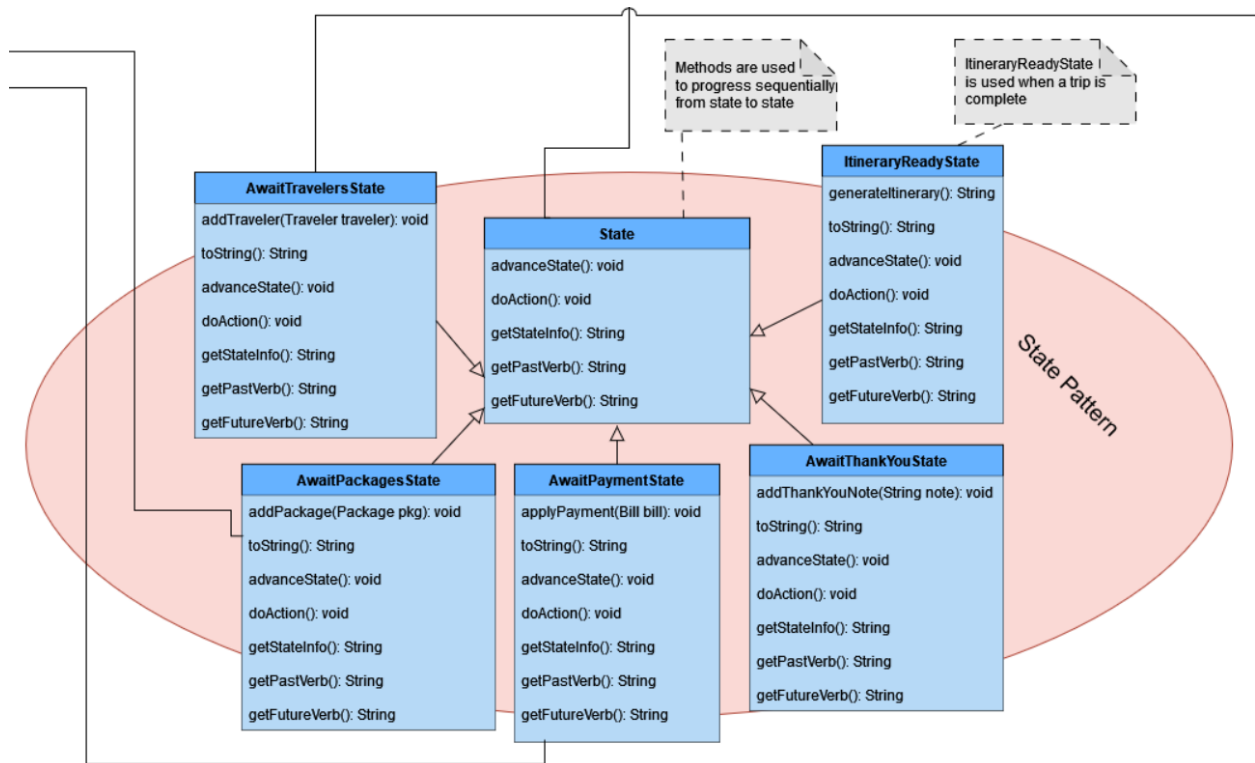 Methods are used
to progress sequentially
from state to state
ItineraryReadyState
is used when a trip is
complete
AwaitTravelersState
addTraveler(Traveler traveler): void
toString(): String
advanceState(): void
doAction(): void
getStateInfo(): String
getPastVerb(): String
getFutureVerb(): String
State
advanceState(): void
doAction(): void
getStateInfo(): String
getPastVerb(): String
getFutureVerb(): String
ItineraryReadyState
generateItinerary(): String
toString(): String
advanceState(): void
doAction(): void
getStateInfo(): String
getPastVerb(): String
getFutureVerb(): String
State Pattern
AwaitPackagesState
addPackage(Package pkg): void
toString(): String
advanceState(): void
doAction(): void
getStateInfo(): String
getPastVerb(): String
getFutureVerb(): String
AwaitPaymentState
applyPayment(Bill bill): void
toString(): String
advanceState(): void
doAction(): void
getStateInfo(): String
getPastVerb(): String
getFutureVerb(): String
AwaitThankYouState
addThankYouNote(String note): void
toString(): String
advanceState(): void
doAction(): void
getStateInfo(): String
getPastVerb(): String
getFutureVerb(): String